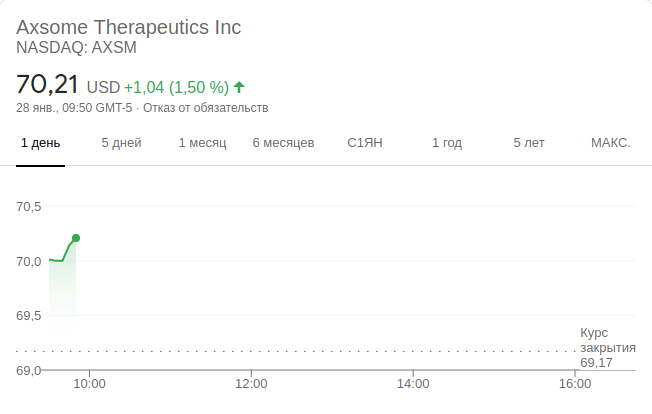 Axsome Therapeutics Inc
NASDAQ: AXSM
70,21 USD +1,04 (1,50 %)
28 янв., 09:50 GMT-5 · Отказ от обязательств
1 день 5 дней 1 месяц 6 месяцев С1ЯН 1 год 5 лет МАКС.
70,5
70,0
69,5
69,0
Курс
закрытия
69,17
10:00 12:00 14:00 16:00